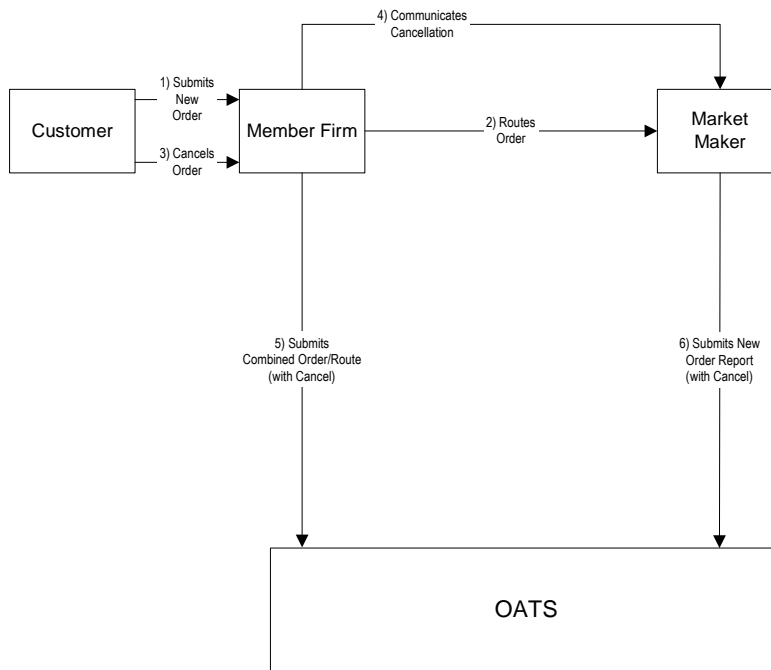 4) Communicates
Cancellation
1) Submits
New
Order
Customer
Member Firm
2) Routes
Order
Market
Maker
3) Cancels
Order
5) Submits
Combined Order/Route
(with Cancel)
6) Submits New
Order Report
(with Cancel)
OATS